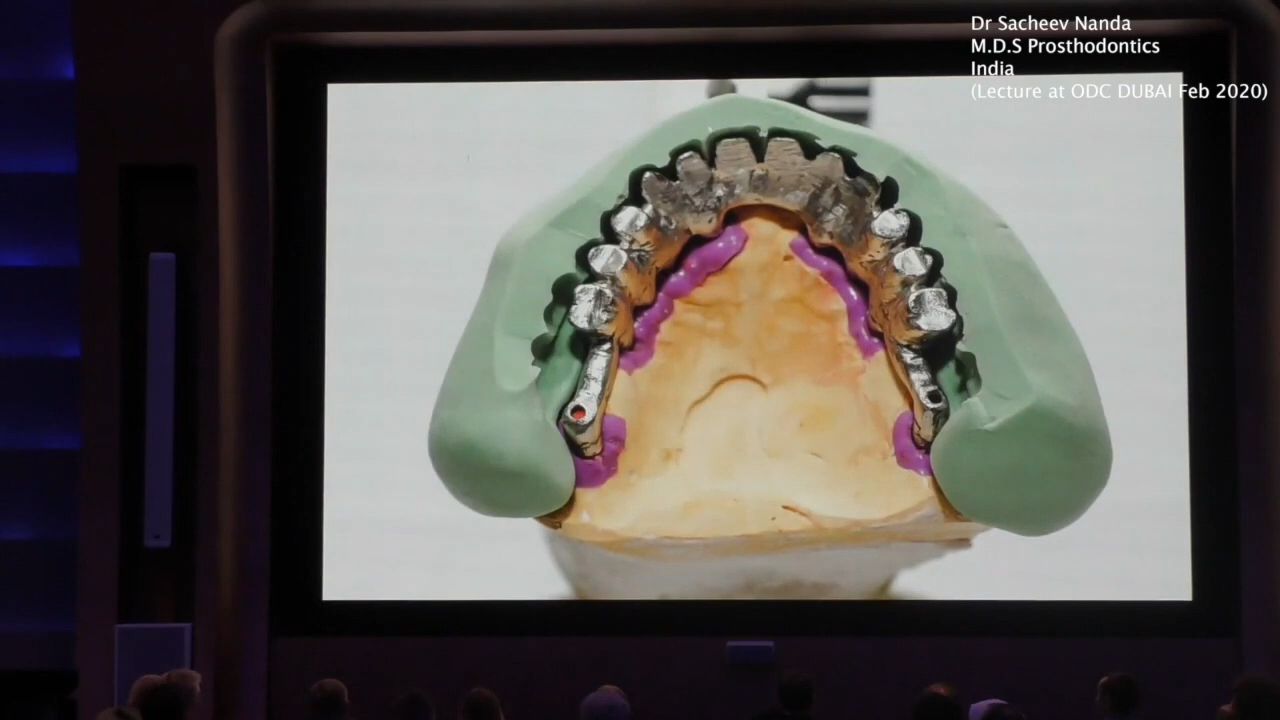 Dr Sacheev Nanda
M.D.S Prosthodontics
India
(Lecture at ODC DUBAI Feb 2020)